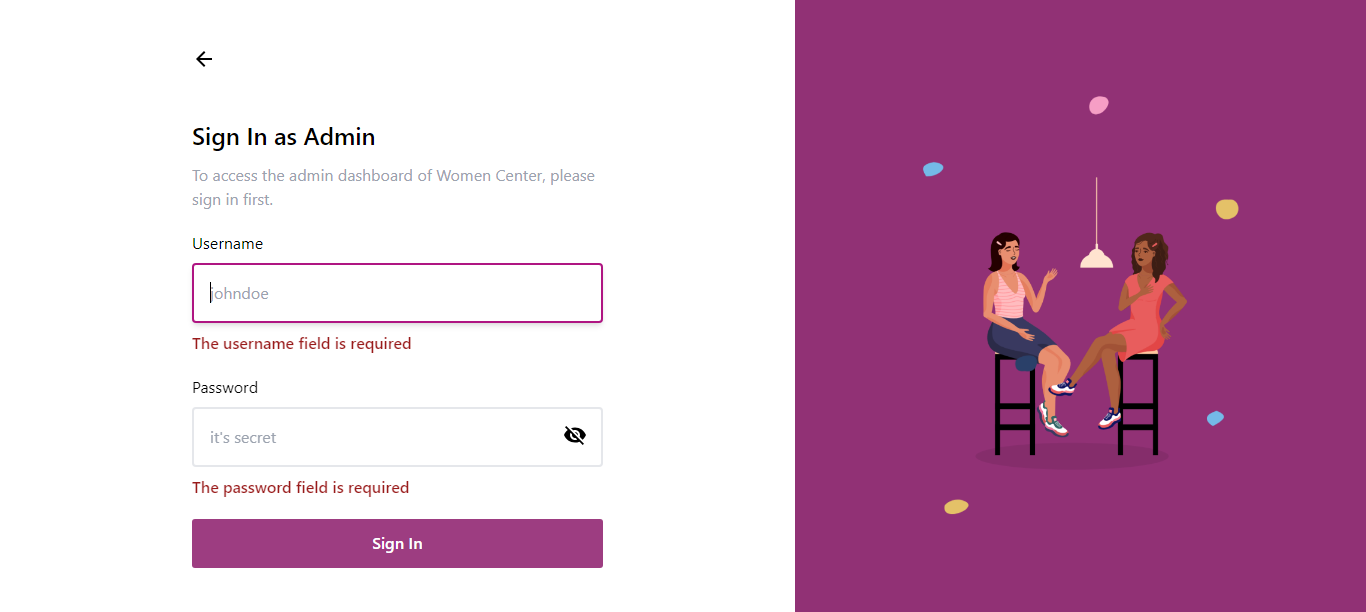 Sign In as Admin
To access the admin dashboard of Women Center, please
sign in first.
Username
johndoe
The username field is required
Password
it's secret
The password field is required
Sign In